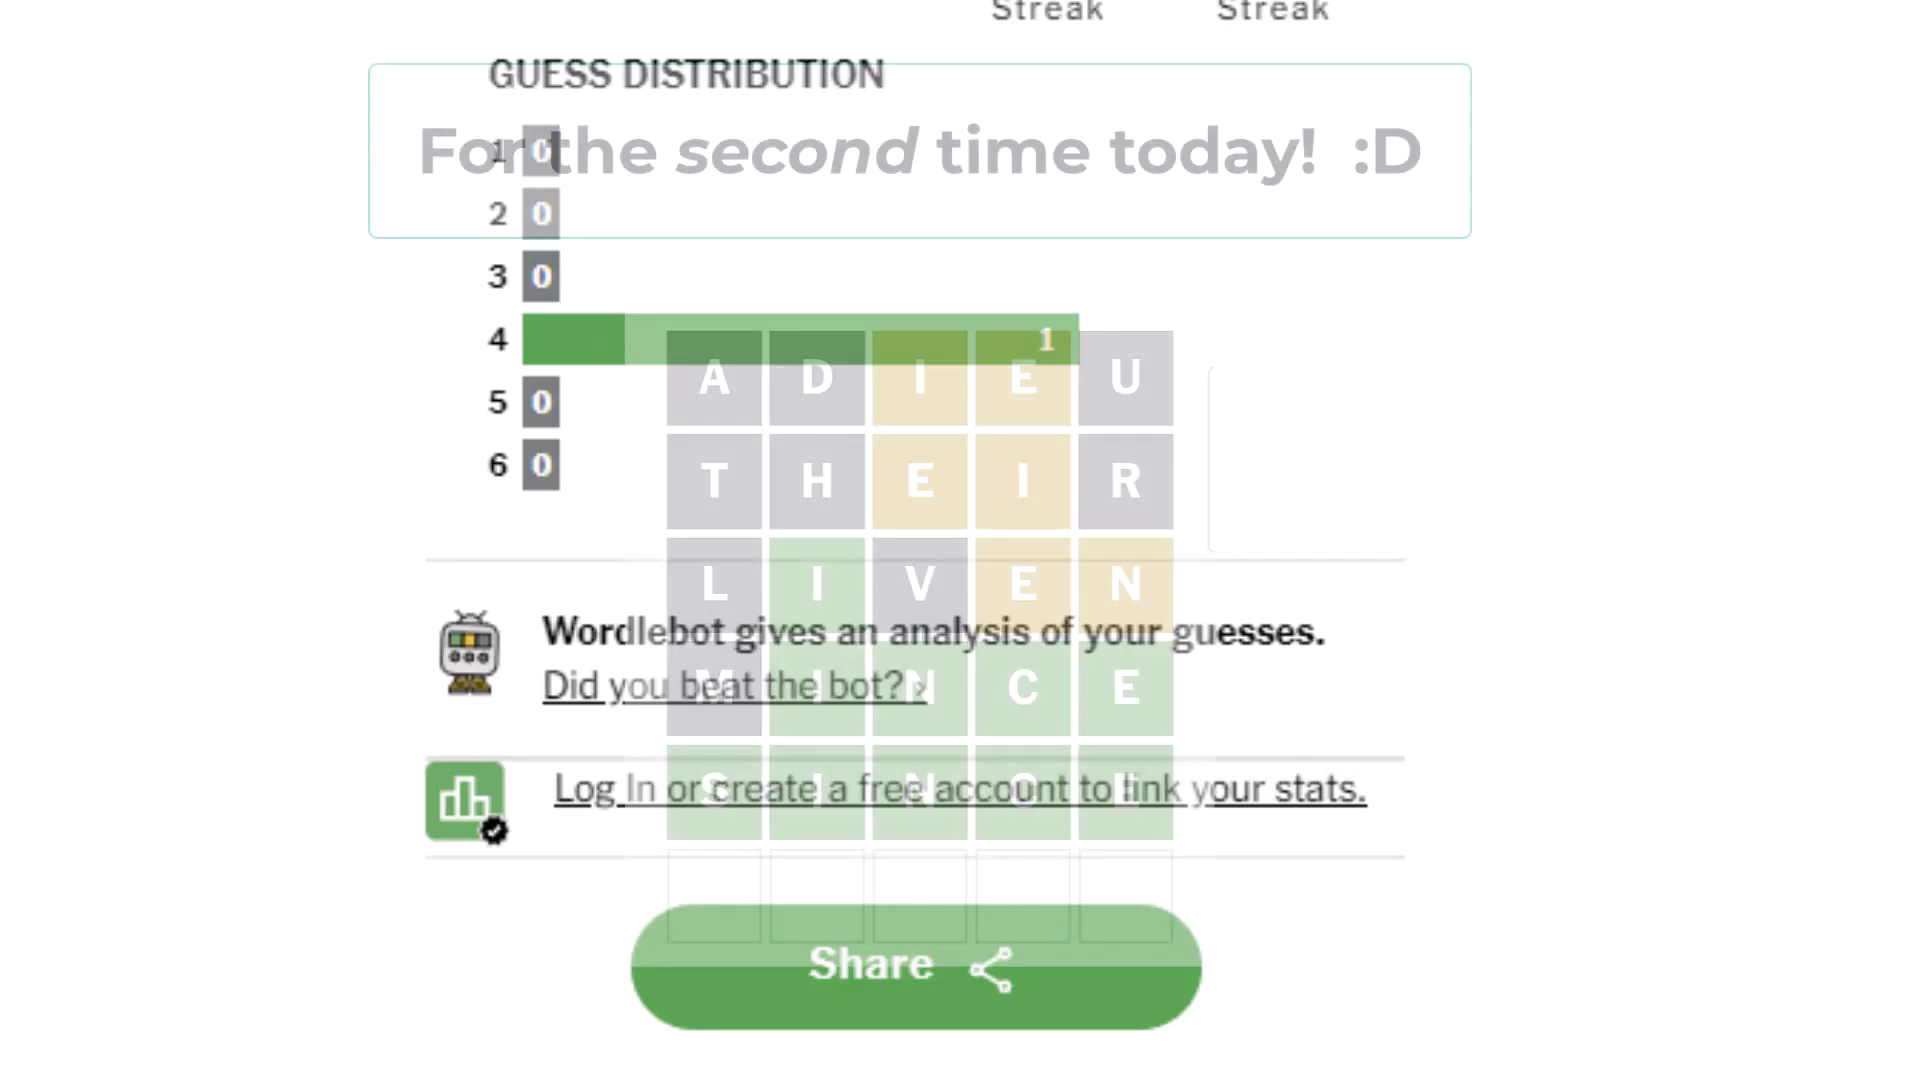 Streak Streak
GUESS DISTRIBUTION
For the second time today! :D
1 0
2 0
3 0
4 1
5 0
6 0
A D I E U
T H E I R
L I V E N
M I N C E
S I N C E
Wordlebot gives an analysis of your guesses.
Did you beat the bot? ›
Log In or create a free account to link your stats.
Share